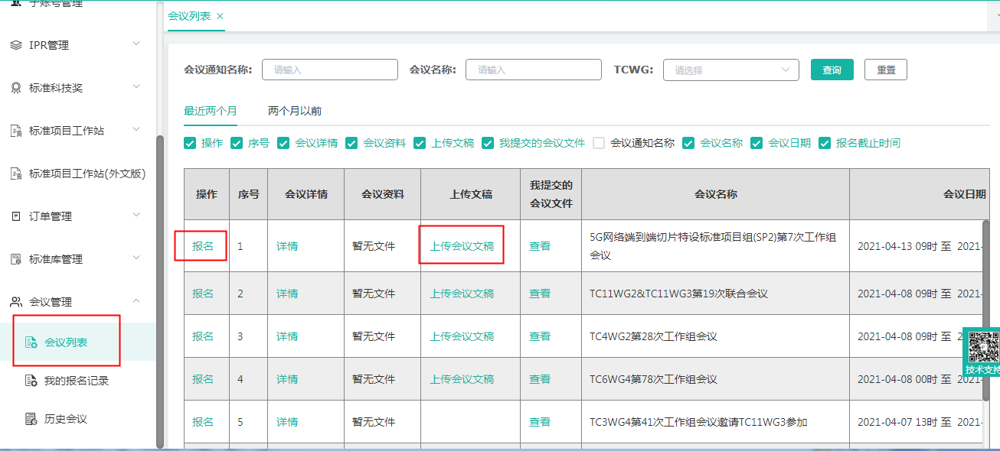 子账号管理
IPR管理
标准科技奖
标准项目工作站
标准项目工作站(外文版)
订单管理
标准库管理
会议管理
会议列表
我的报名记录
历史会议
会议列表 ×
会议通知名称: 请输入 会议名称: 请输入 TCWG: 请选择 查询 重置
最近两个月 两个月以前
操作 序号 会议详情 会议资料 上传文稿 我提交的会议文件 会议通知名称 会议名称 会议日期 报名截止时间
操作 序号 会议详情 会议资料 上传文稿 我提交的 会议名称 会议日期
会议文件
报名 1 详情 暂无文件 上传会议文稿 查看 5G网络端到端切片特设标准项目组(SP2)第7次工作组 2021-04-13 09时 至 2021-
会议
报名 2 详情 暂无文件 上传会议文稿 查看 TC11WG2&TC11WG3第19次联合会议 2021-04-08 09时 至 2021-
报名 3 详情 暂无文件 上传会议文稿 查看 TC4WG2第28次工作组会议 2021-04-08 09时 至 2
报名 4 详情 暂无文件 上传会议文稿 查看 TC6WG4第78次工作组会议 2021-04-08 00时 至 2021-
报名 5 详情 暂无文件 查看 TC3WG4第41次工作组会议邀请TC11WG3参加 2021-04-07 13时 至 2021-
技术支持